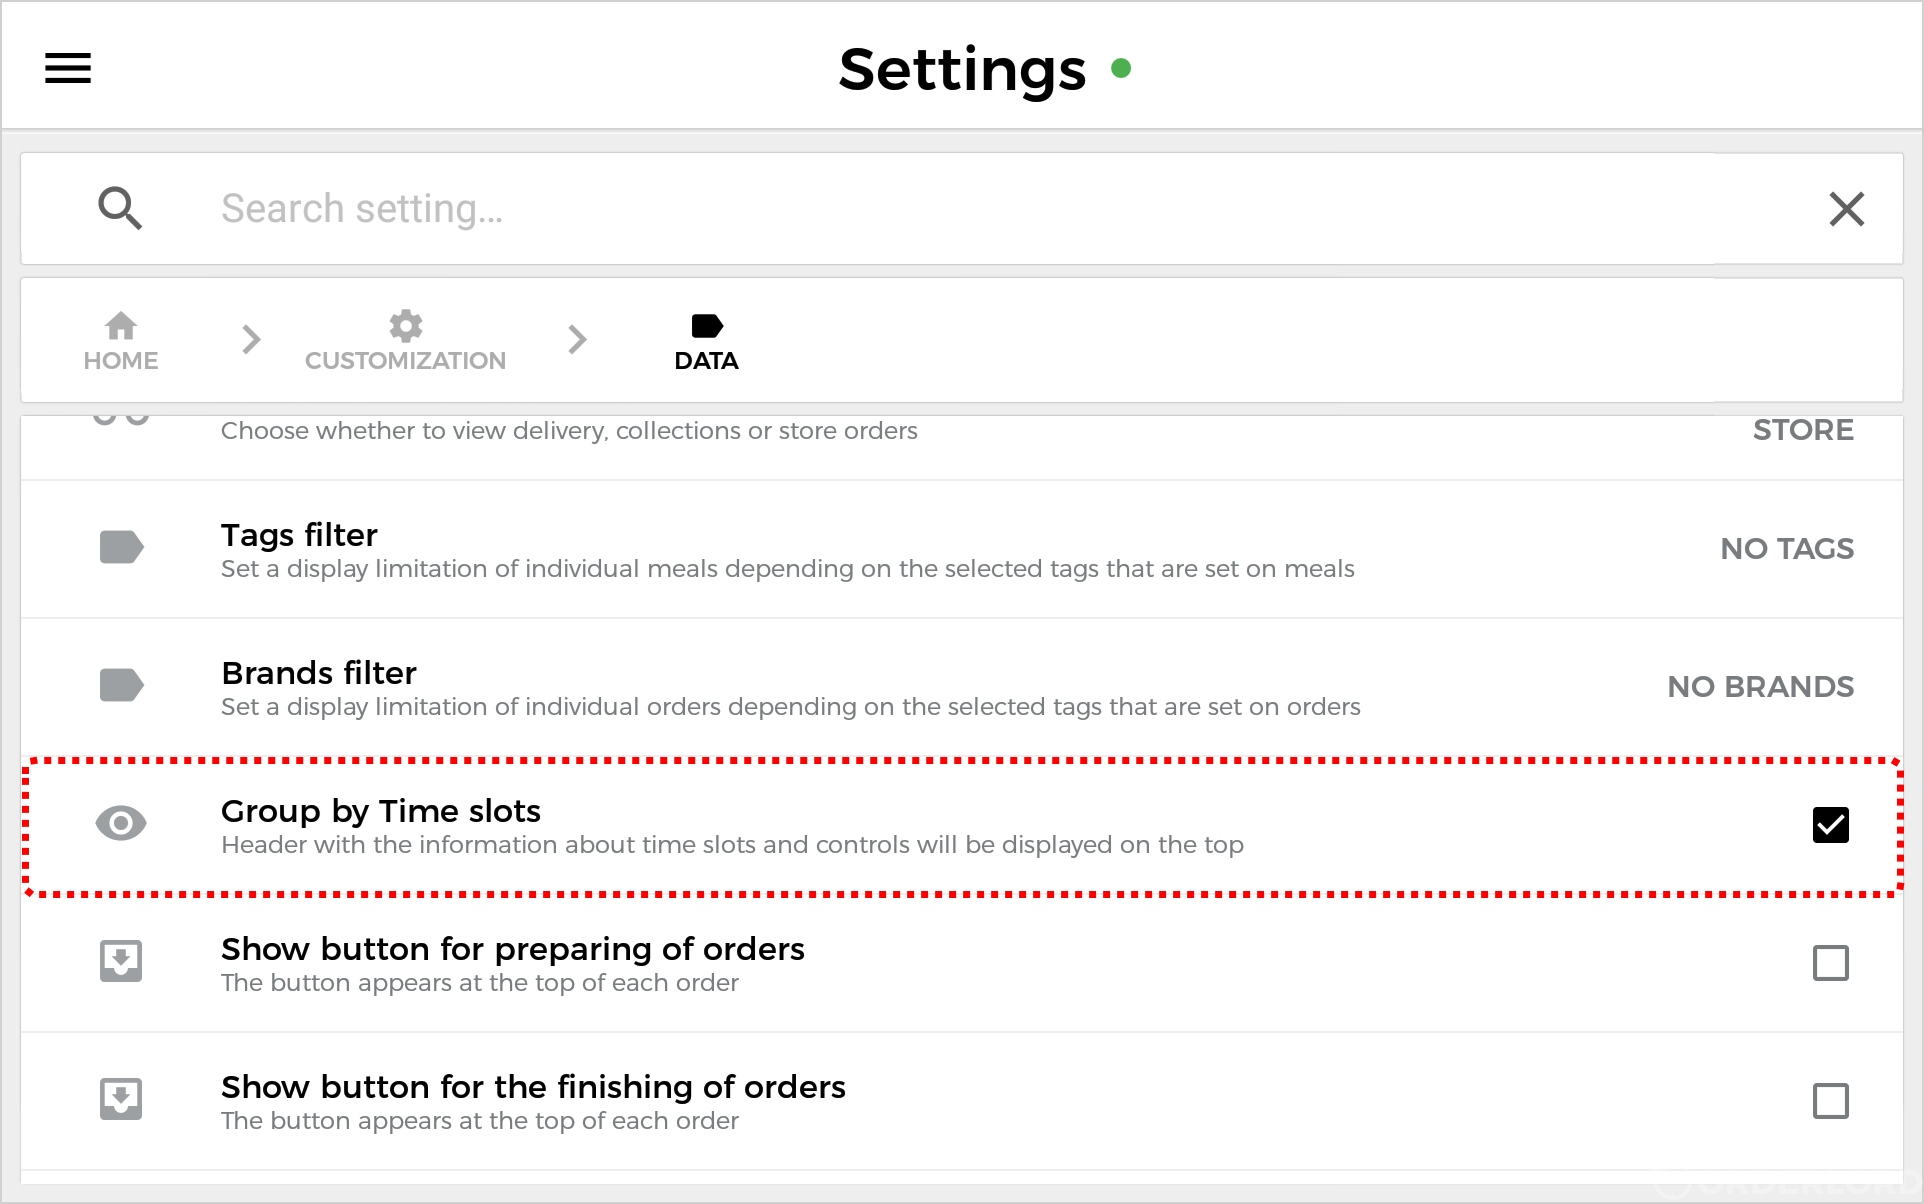 Settings
Search setting...
HOME
CUSTOMIZATION
DATA
Choose whether to view delivery, collections or store orders
STORE
Tags filter
Set a display limitation of individual meals depending on the selected tags that are set on meals
NO TAGS
Brands filter
Set a display limitation of individual orders depending on the selected tags that are set on orders
NO BRANDS
Group by Time slots
Header with the information about time slots and controls will be displayed on the top
Show button for preparing of orders
The button appears at the top of each order
Show button for the finishing of orders
The button appears at the top of each order